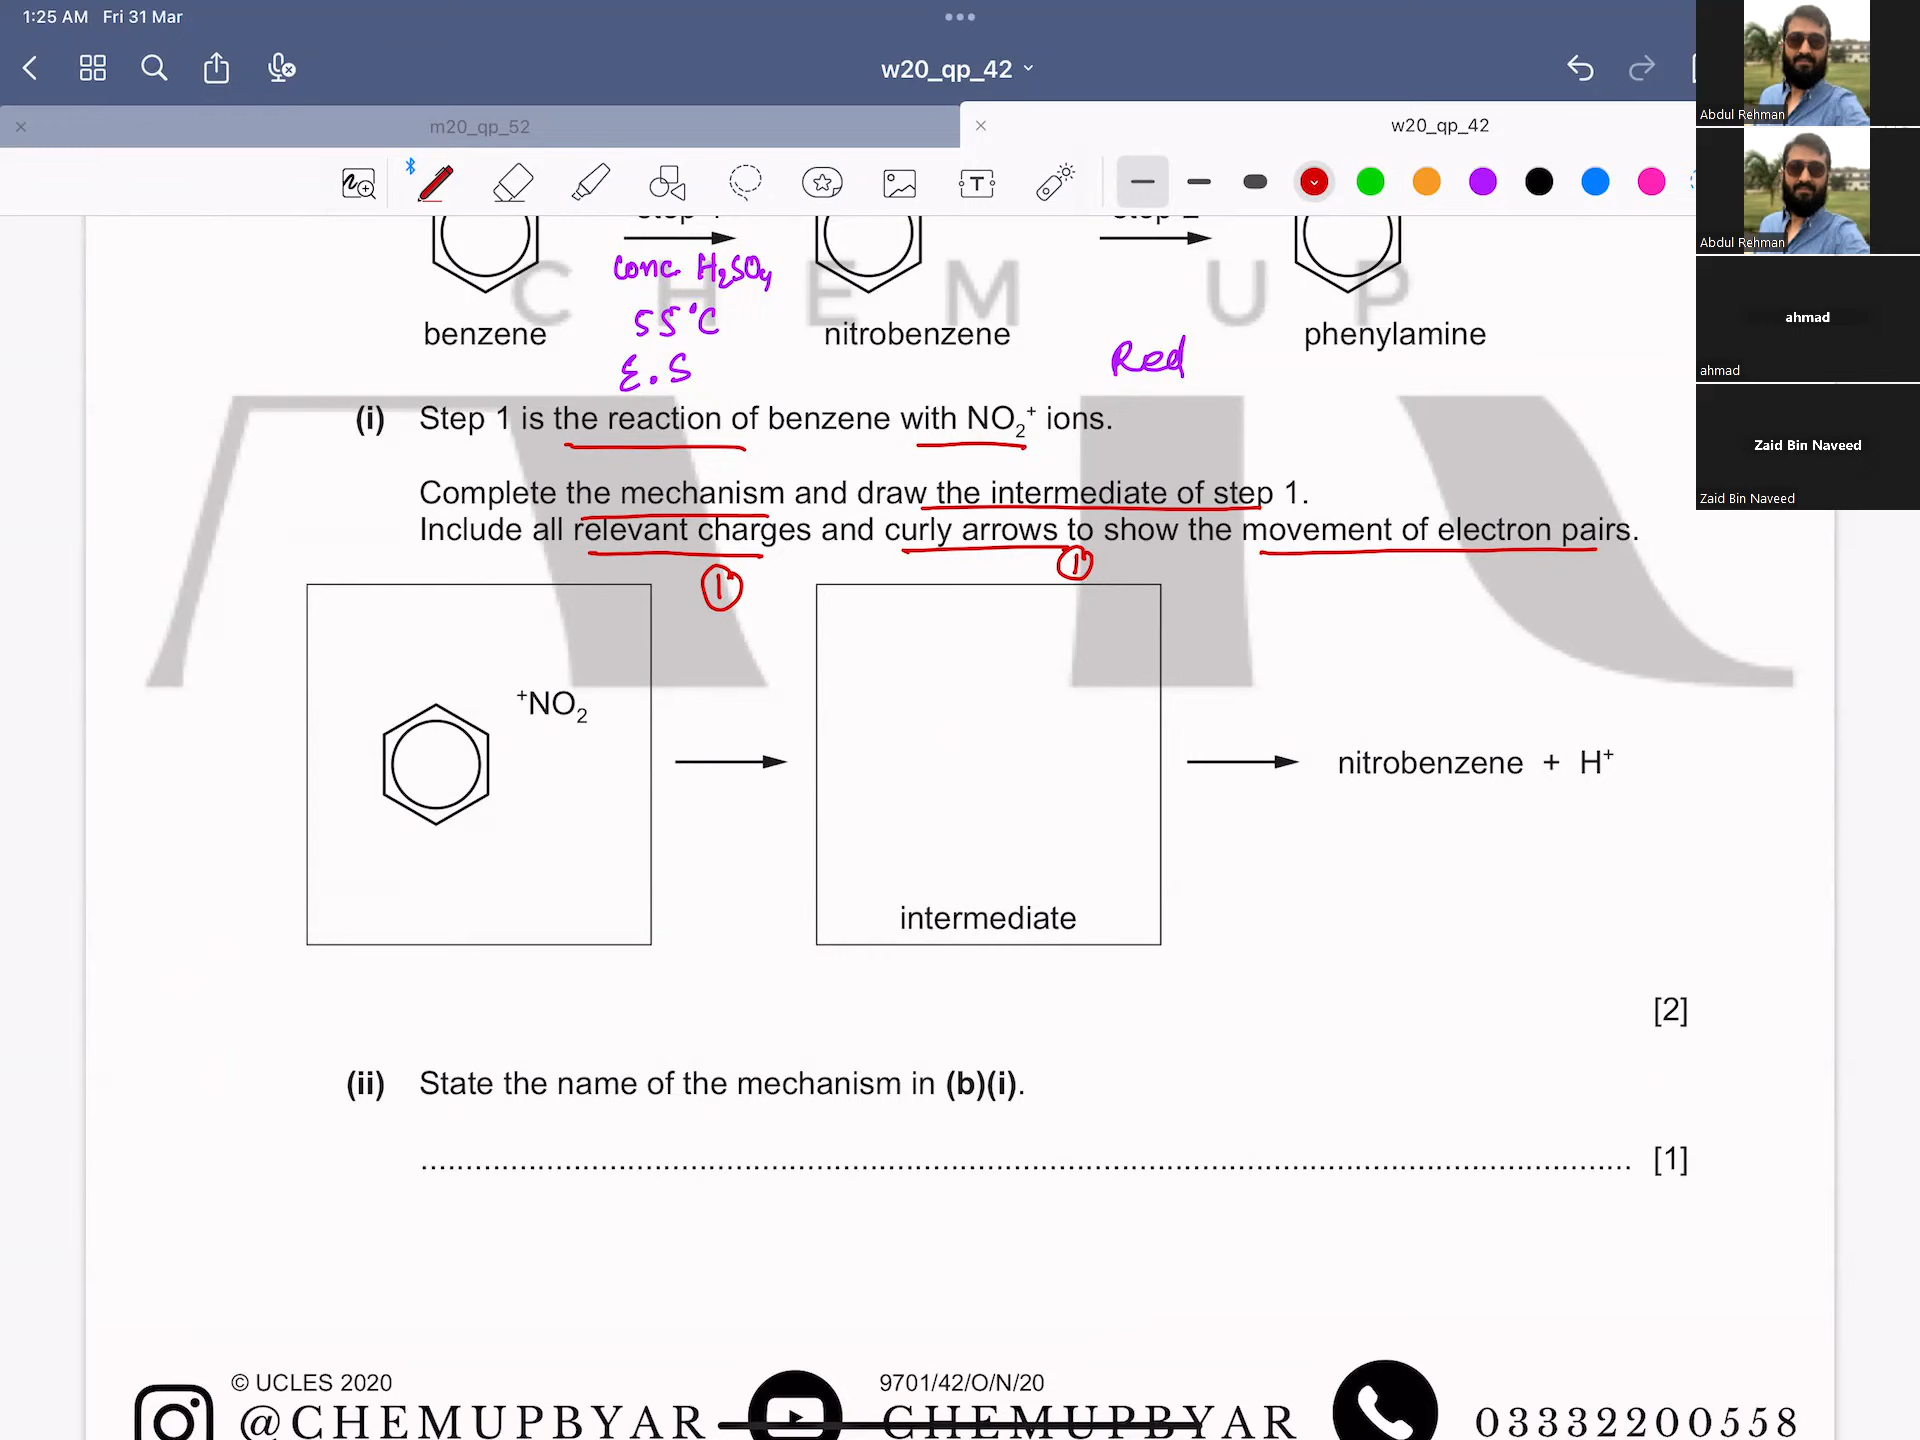 1:25 AM Fri 31 Mar
w20_qp_42
m20_qp_52
w20_qp_42
Abdul Rehman
Abdul Rehman
ahmad
ahmad
Zaid Bin Naveed
Zaid Bin Naveed
conc H₂SO₄
55°C
E.S
Red
CHEM UP
benzene nitrobenzene phenylamine
(i) Step 1 is the reaction of benzene with NO₂⁺ ions.
Complete the mechanism and draw the intermediate of step 1.
Include all relevant charges and curly arrows to show the movement of electron pairs.
1 1
⁺NO₂
nitrobenzene + H⁺
intermediate
[2]
(ii) State the name of the mechanism in (b)(i).
[1]
© UCLES 2020 9701/42/O/N/20
@CHEMUPBYAR CHEMUPBYAR 03332200558